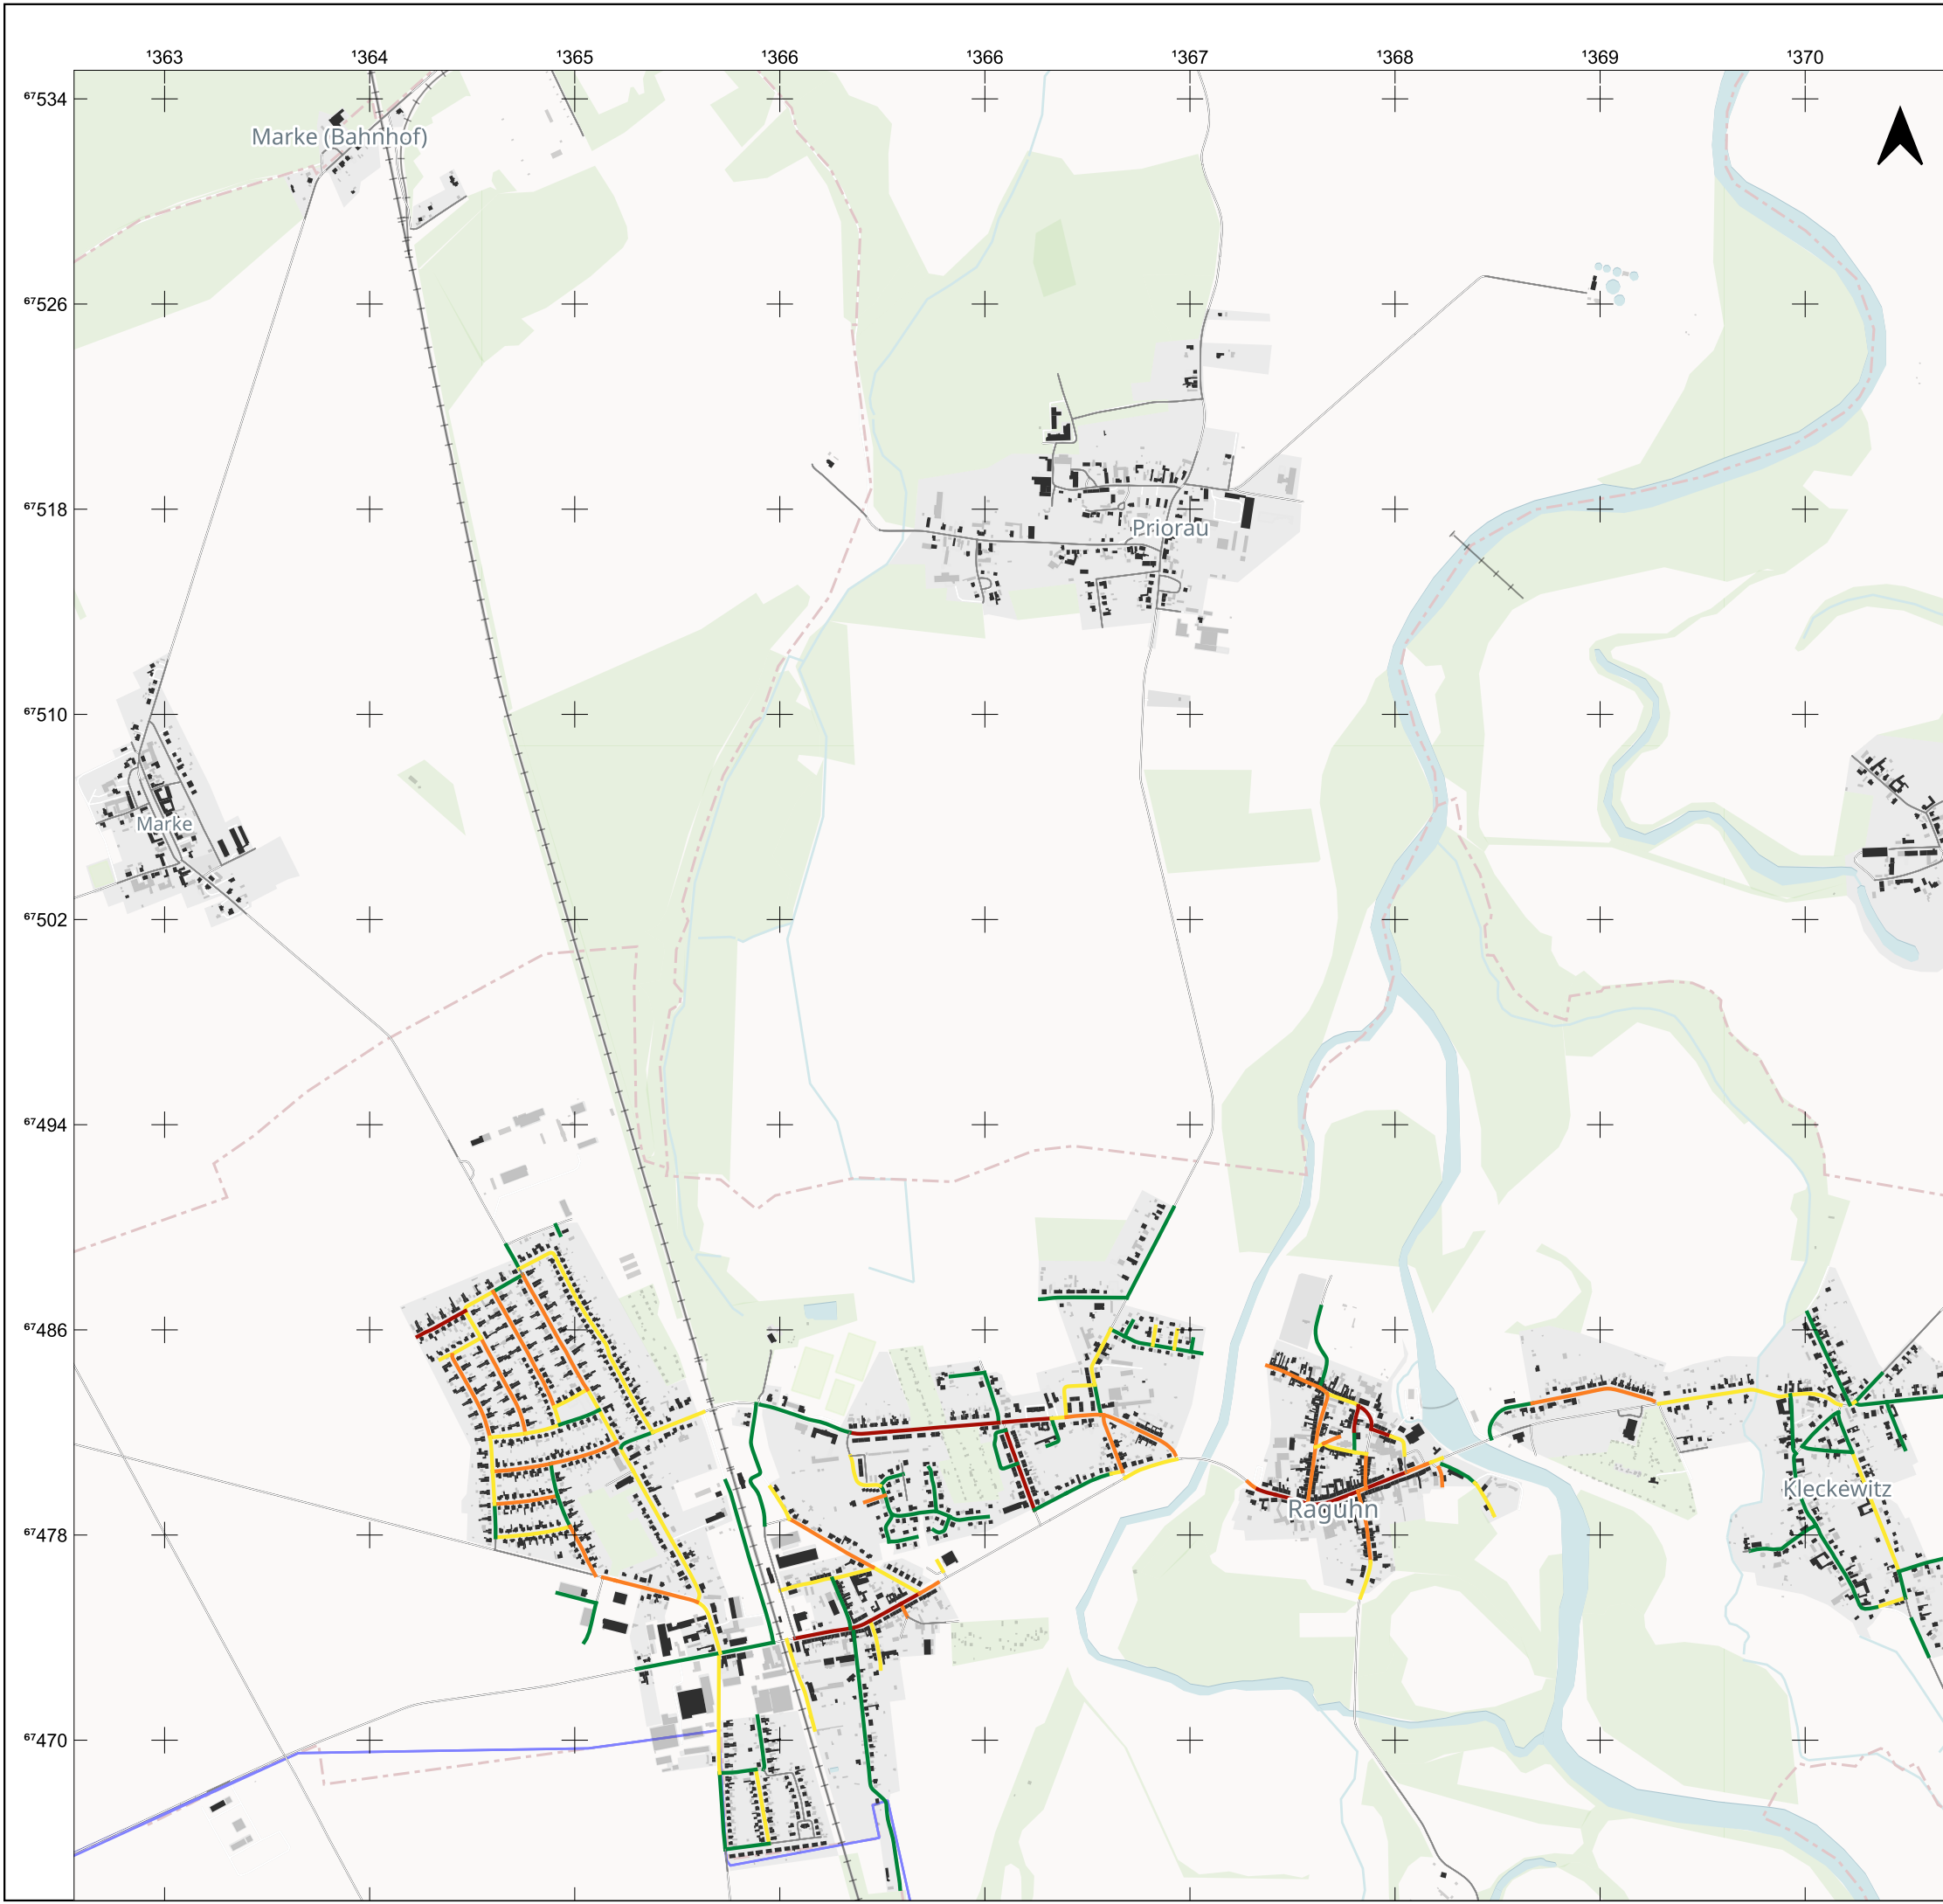 ¹363 ¹364 ¹365 ¹366 ¹366 ¹367 ¹368 ¹369 ¹370
⁶⁷534
Marke (Bahnhof)
⁶⁷526
⁶⁷518
Priorau
⁶⁷510
Marke
⁶⁷502
⁶⁷494
⁶⁷486
Kleckewitz
Raguhn
⁶⁷478
⁶⁷470